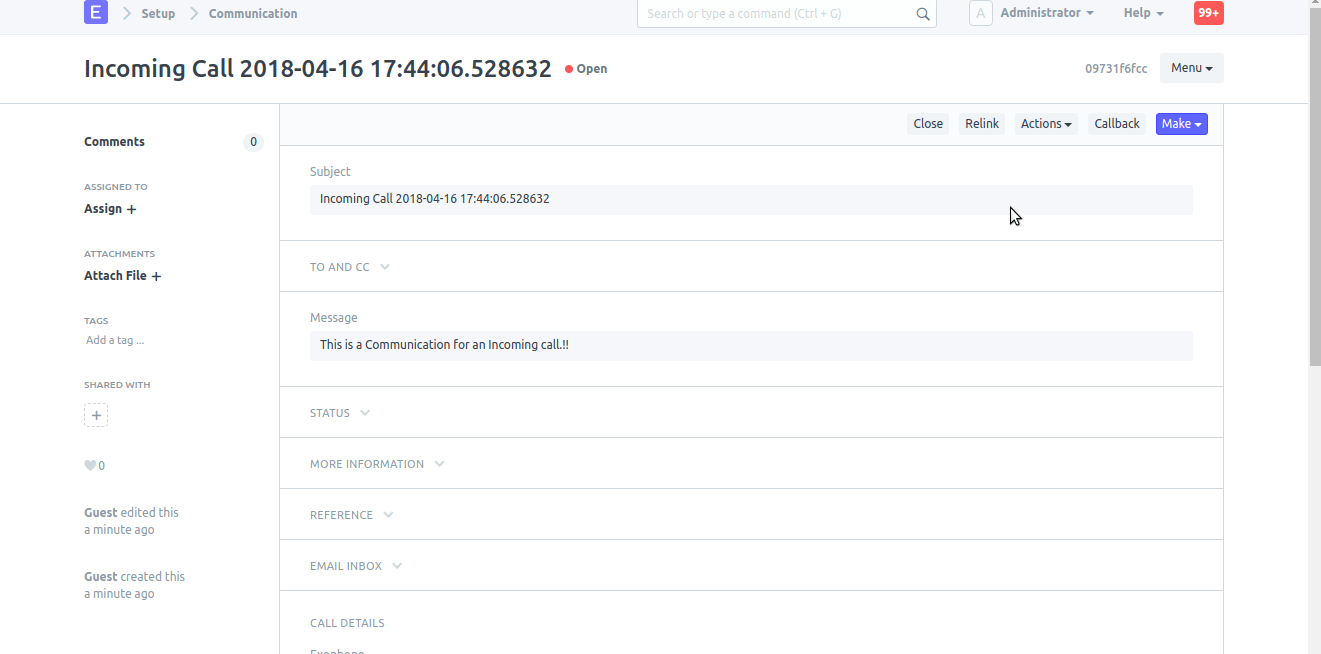 E Setup Communication Search or type a command (Ctrl + G) A Administrator Help 99+
Incoming Call 2018-04-16 17:44:06.528632 Open 09731f6fcc Menu
Close Relink Actions Callback Make
Comments 0
ASSIGNED TO
Assign +
ATTACHMENTS
Attach File +
TAGS
Add a tag ...
SHARED WITH
+
0
Guest edited this
a minute ago
Guest created this
a minute ago
Subject
Incoming Call 2018-04-16 17:44:06.528632
TO AND CC
Message
This is a Communication for an Incoming call.!!
STATUS
MORE INFORMATION
REFERENCE
EMAIL INBOX
CALL DETAILS
Exophone